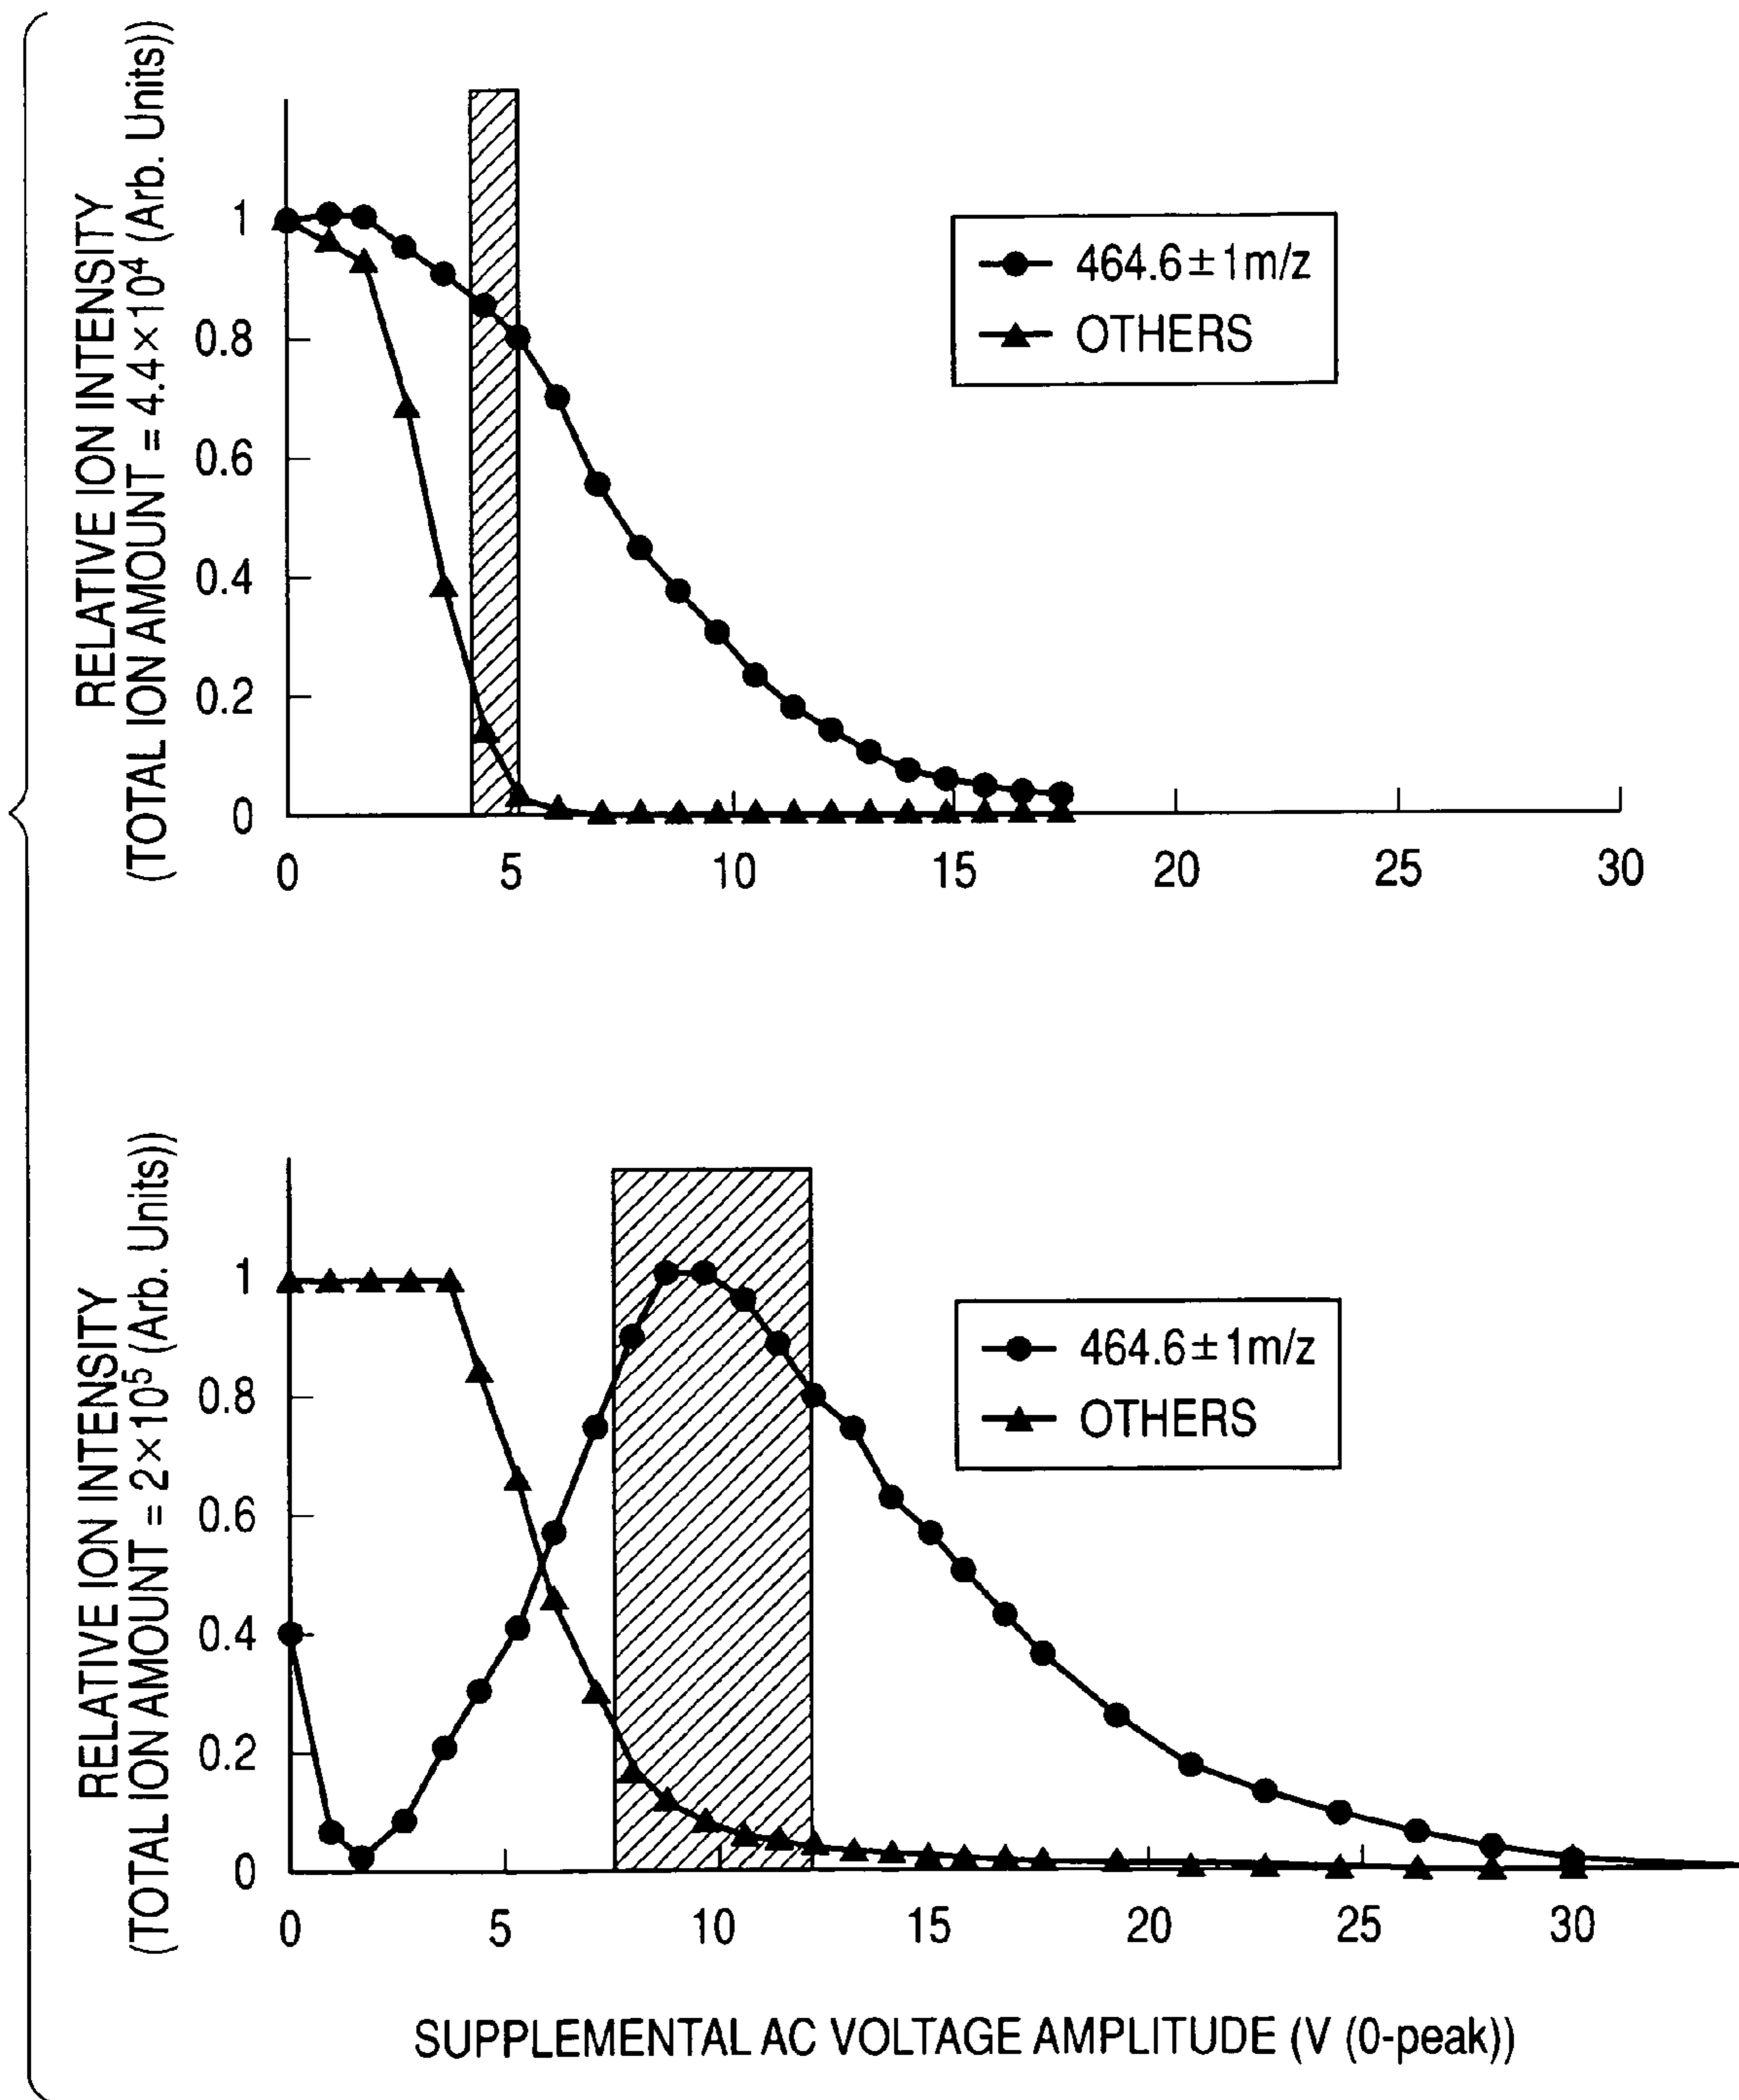 RELATIVE ION INTENSITY
(TOTAL ION AMOUNT = 4.4×10⁴ (Arb. Units))
1
0.8
0.6
0.4
0.2
0
0 5 10 15 20 25 30
464.6±1m/z
OTHERS
RELATIVE ION INTENSITY
(TOTAL ION AMOUNT = 2×10⁵ (Arb. Units))
1
0.8
0.6
0.4
0.2
0
0 5 10 15 20 25 30
464.6±1m/z
OTHERS
SUPPLEMENTAL AC VOLTAGE AMPLITUDE (V (0-peak))